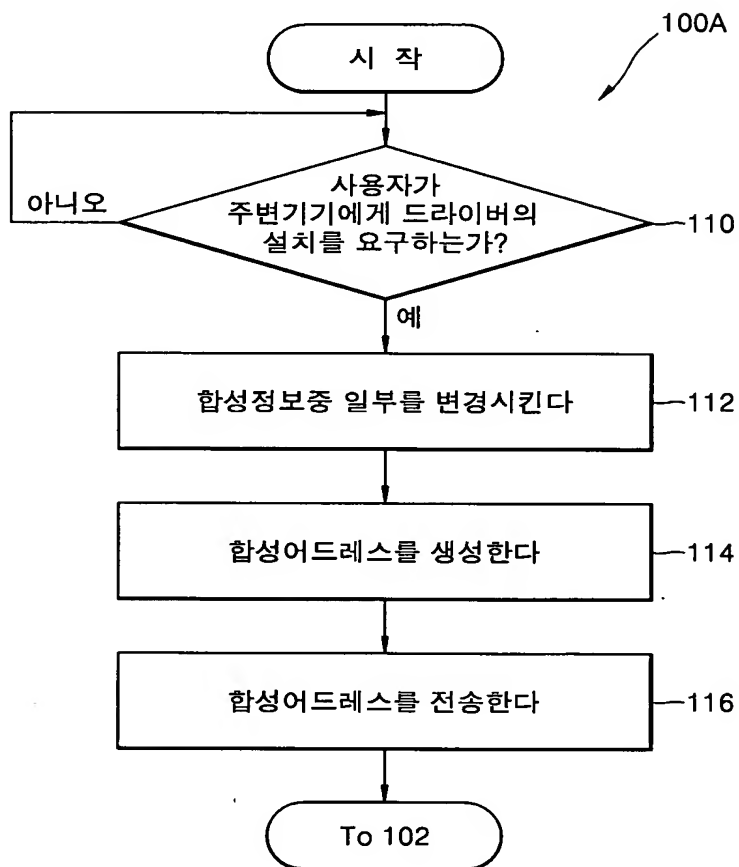 100A
시 작
아니오
사용자가
주변기기에게 드라이버의
설치를 요구하는가?
110
예
합성정보중 일부를 변경시킨다
112
합성어드레스를 생성한다
114
합성어드레스를 전송한다
116
To 102